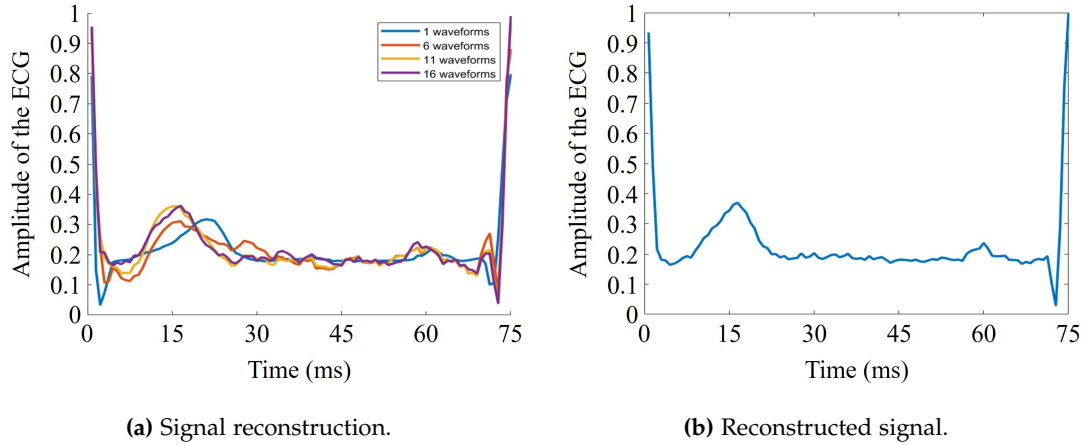 1
0.9
0.8
0.7
0.6
0.5
0.4
0.3
0.2
0.1
0
Amplitude of the ECG
1 waveforms
6 waveforms
11 waveforms
16 waveforms
0 15 30 45 60 75
Time (ms)
(a) Signal reconstruction.
1
0.9
0.8
0.7
0.6
0.5
0.4
0.3
0.2
0.1
0
Amplitude of the ECG
0 15 30 45 60 75
Time (ms)
(b) Reconstructed signal.